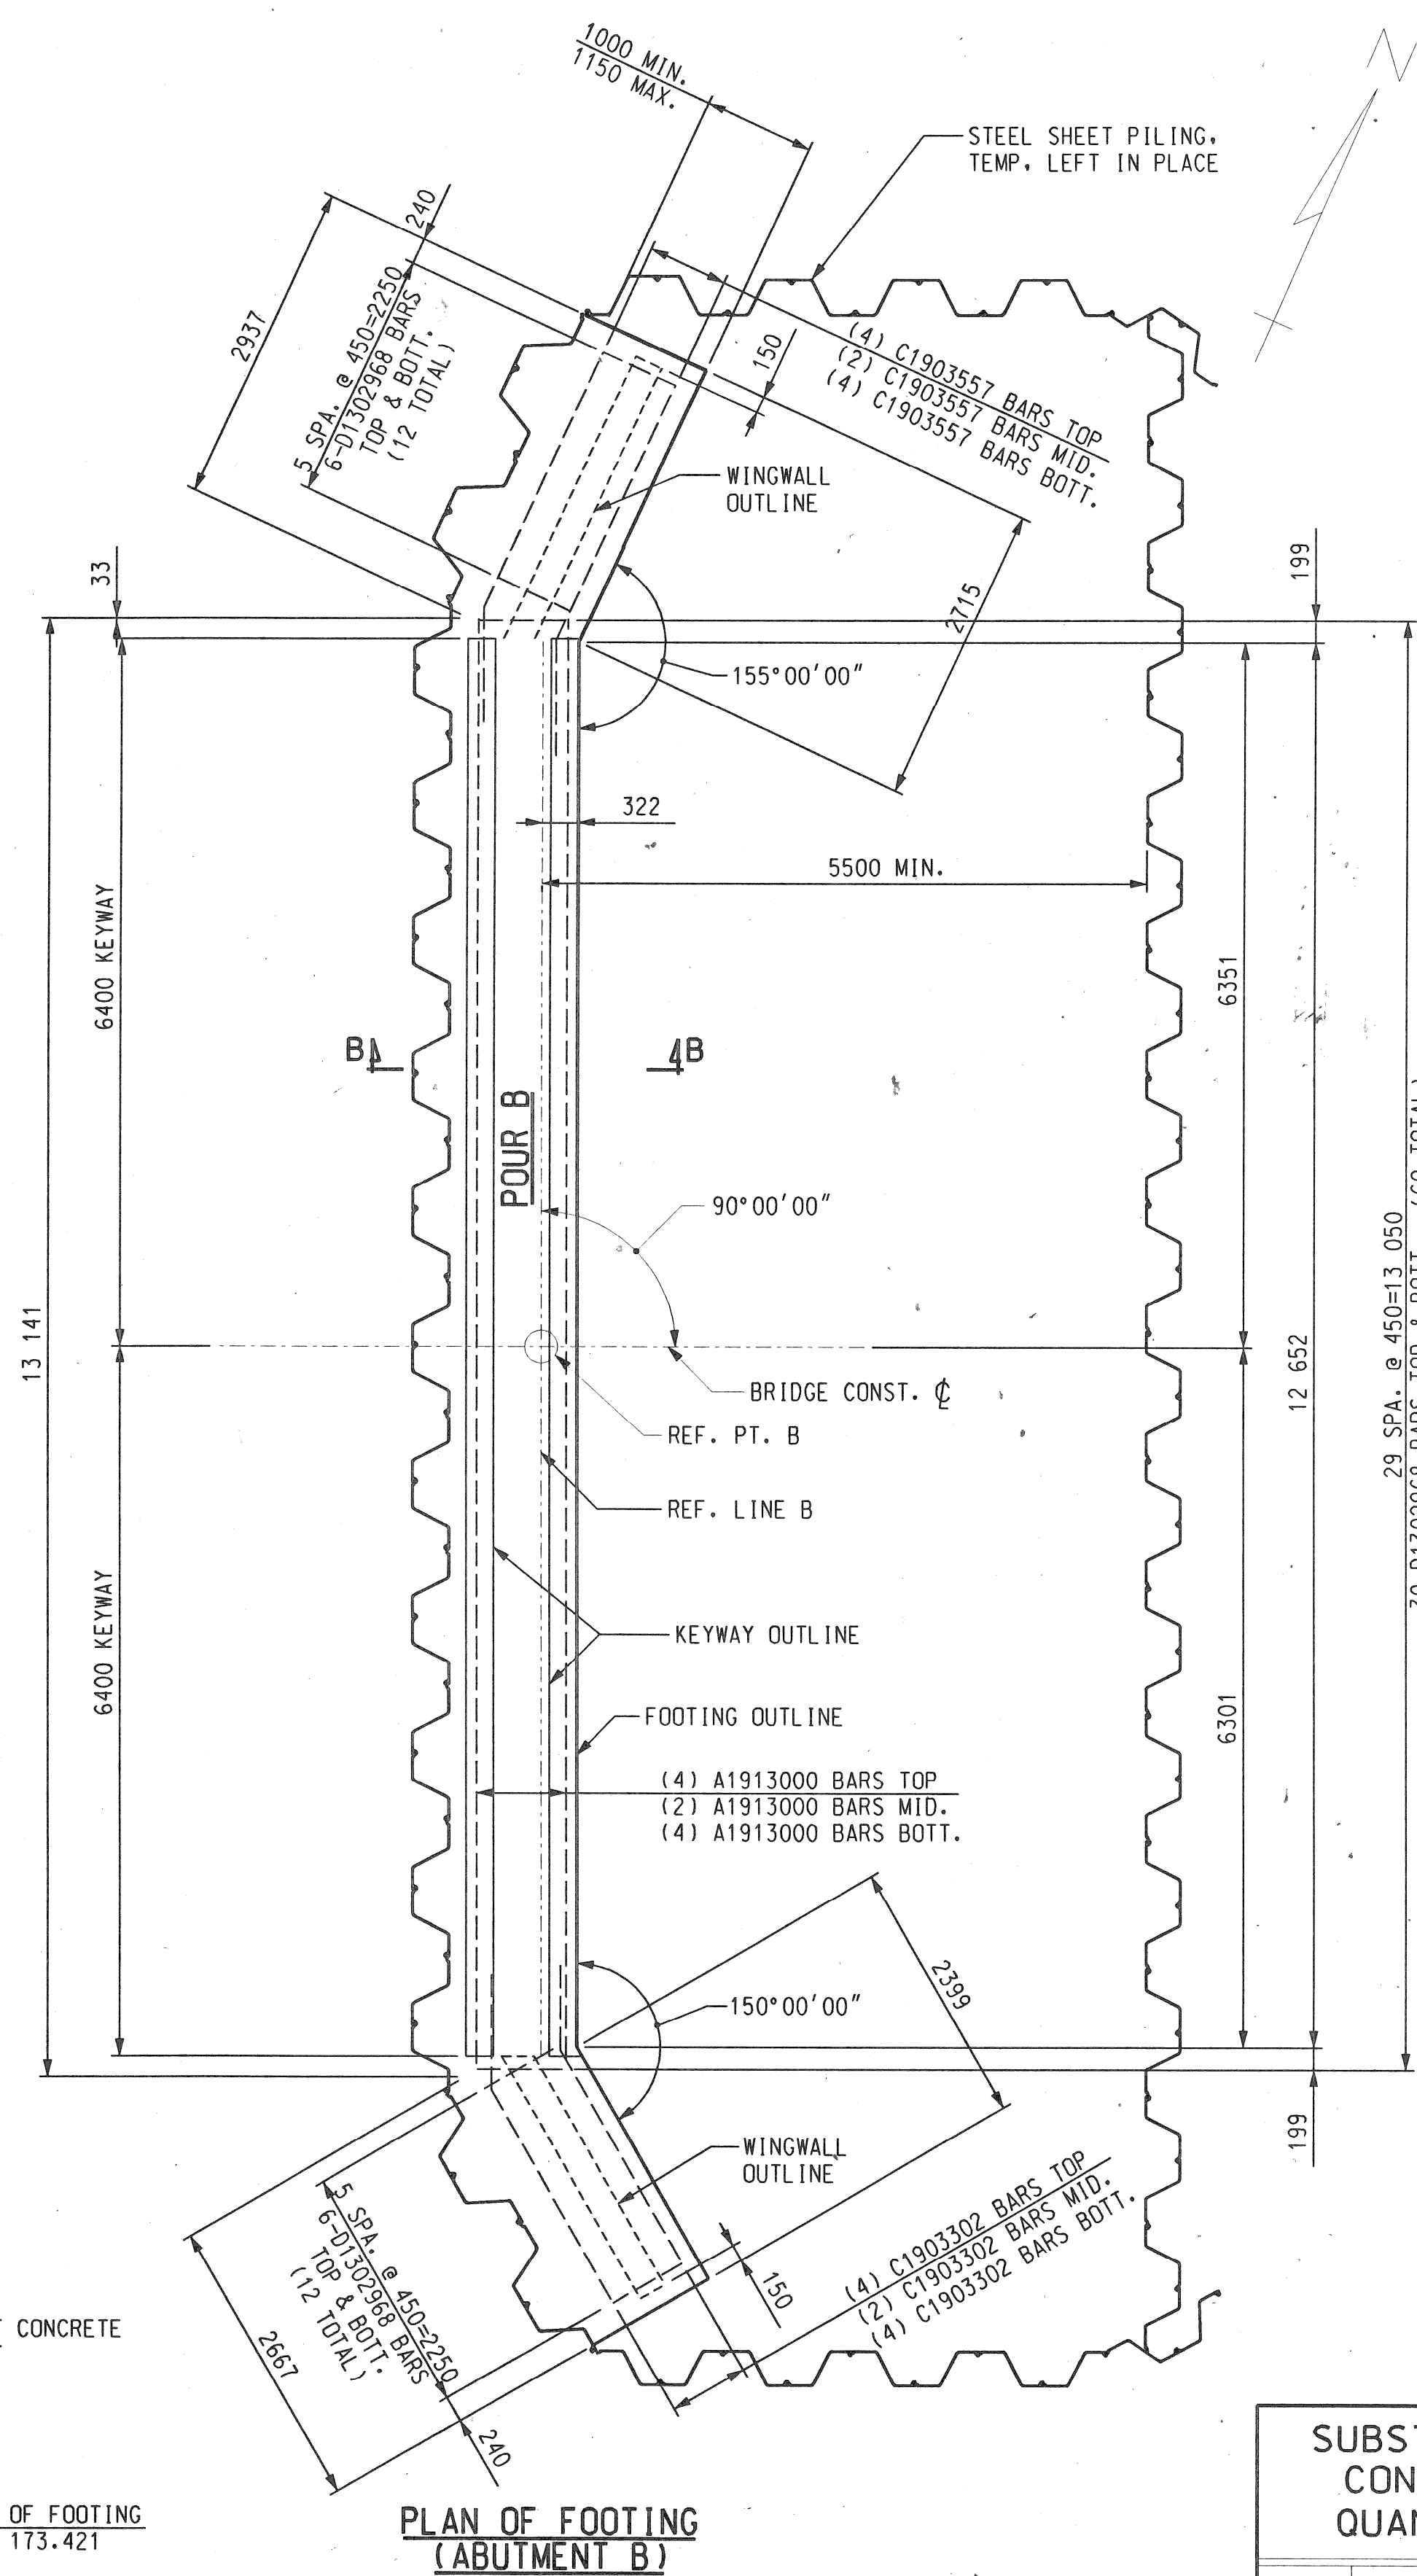 1000 MIN.
1150 MAX.
N
STEEL SHEET PILING,
TEMP, LEFT IN PLACE
240
2937
5 SPA. @ 450=2250
6-D1302968 BARS
TOP & BOTT.
(12 TOTAL)
150
(4) C1903557 BARS TOP
(2) C1903557 BARS MID.
(4) C1903557 BARS BOTT.
WINGWALL
OUTLINE
33
199
2715
155°00'00"
322
5500 MIN.
6400 KEYWAY
6351
B
B
POUR B
90°00'00"
13 141
29 SPA. @ 450=13 050
12 652
BRIDGE CONST. ℄
REF. PT. B
REF. LINE B
6400 KEYWAY
KEYWAY OUTLINE
6301
FOOTING OUTLINE
(4) A1913000 BARS TOP
(2) A1913000 BARS MID.
(4) A1913000 BARS BOTT.
2399
150°00'00"
199
WINGWALL
OUTLINE
(4) C1903302 BARS TOP
(2) C1903302 BARS MID.
(4) C1903302 BARS BOTT.
150
5 SPA. @ 450=2250
6-D1302968 BARS
TOP & BOTT.
(12 TOTAL)
2667
240
CONCRETE
OF FOOTING
173.421
PLAN OF FOOTING
(ABUTMENT B)
SUBST
CON
QUAN